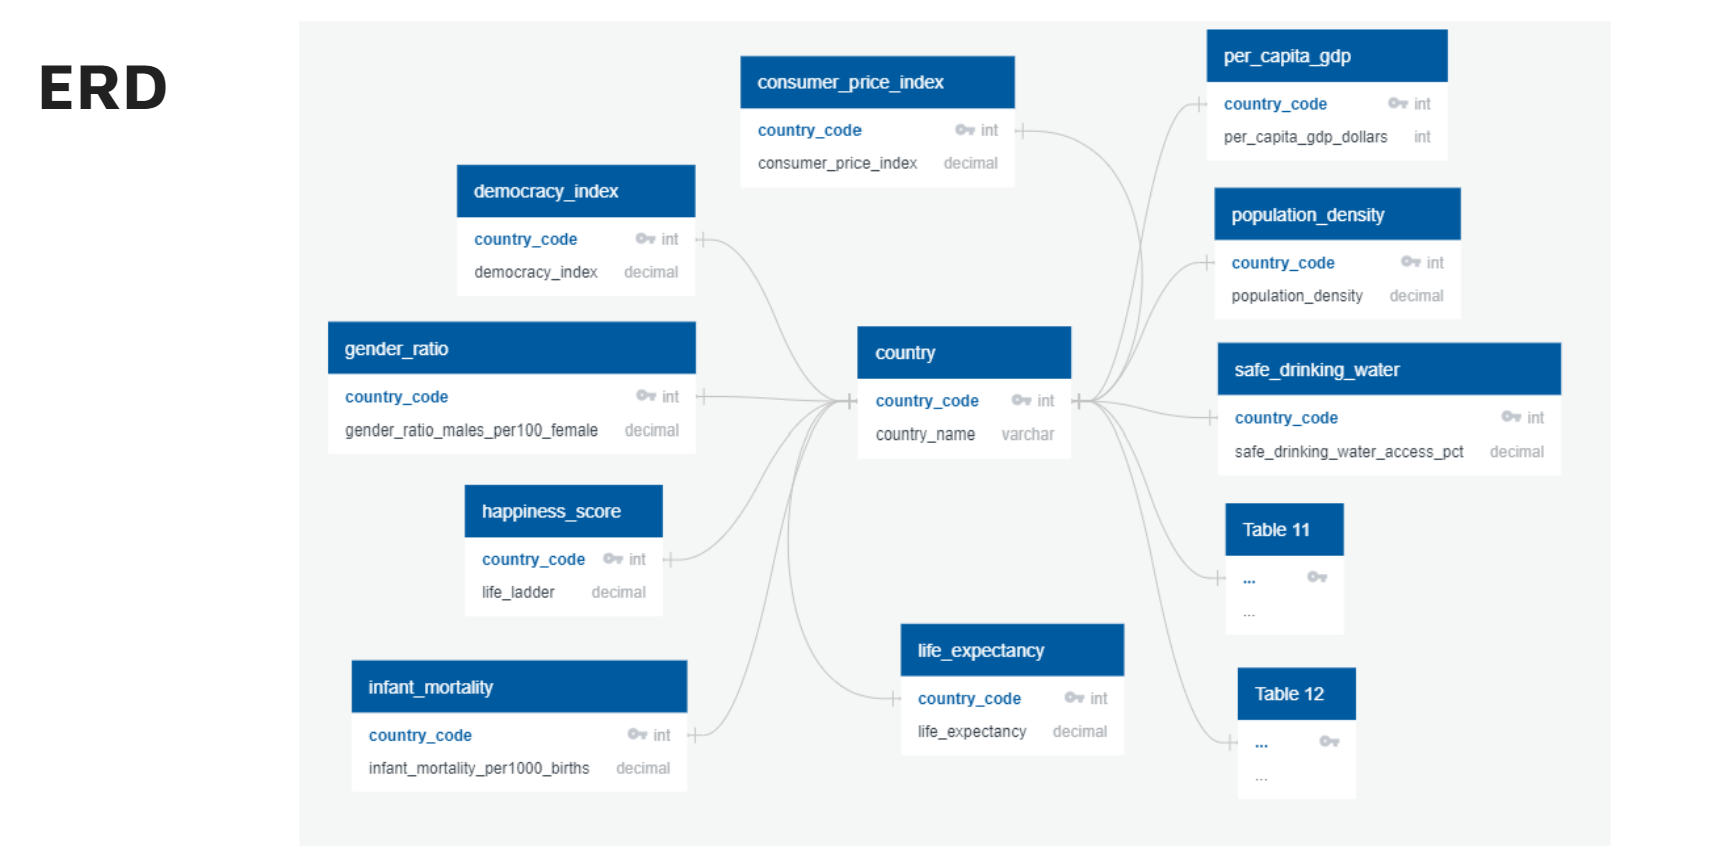 ERD
consumer_price_index
country_code int
consumer_price_index decimal
per_capita_gdp
country_code int
per_capita_gdp_dollars int
democracy_index
country_code int
democracy_index decimal
population_density
country_code int
population_density decimal
gender_ratio
country_code int
gender_ratio_males_per100_female decimal
country
country_code int
country_name varchar
safe_drinking_water
country_code int
safe_drinking_water_access_pct decimal
happiness_score
country_code int
life_ladder decimal
Table 11
...
...
infant_mortality
country_code int
infant_mortality_per1000_births decimal
life_expectancy
country_code int
life_expectancy decimal
Table 12
...
...